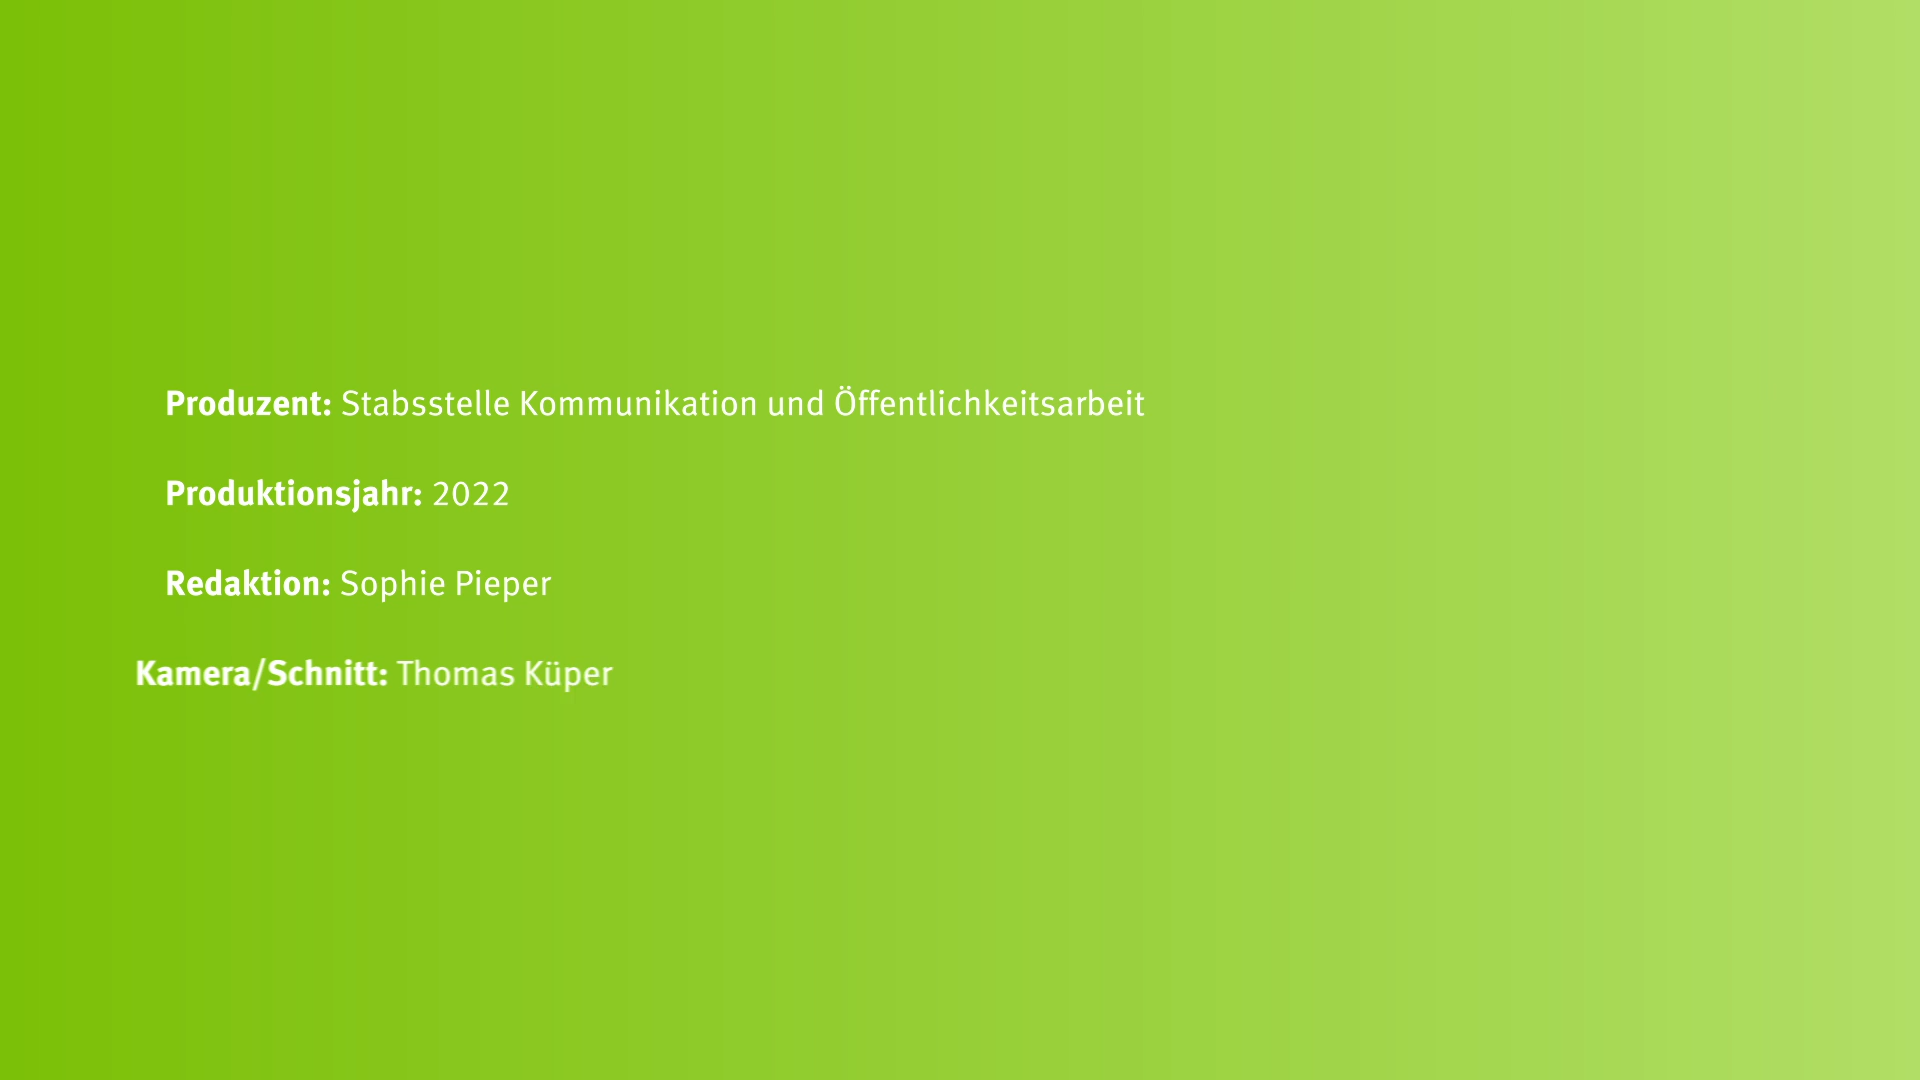 Produzent: Stabsstelle Kommunikation und Öffentlichkeitsarbeit
Produktionsjahr: 2022
Redaktion: Sophie Pieper
Kamera/Schnitt: Thomas Küper